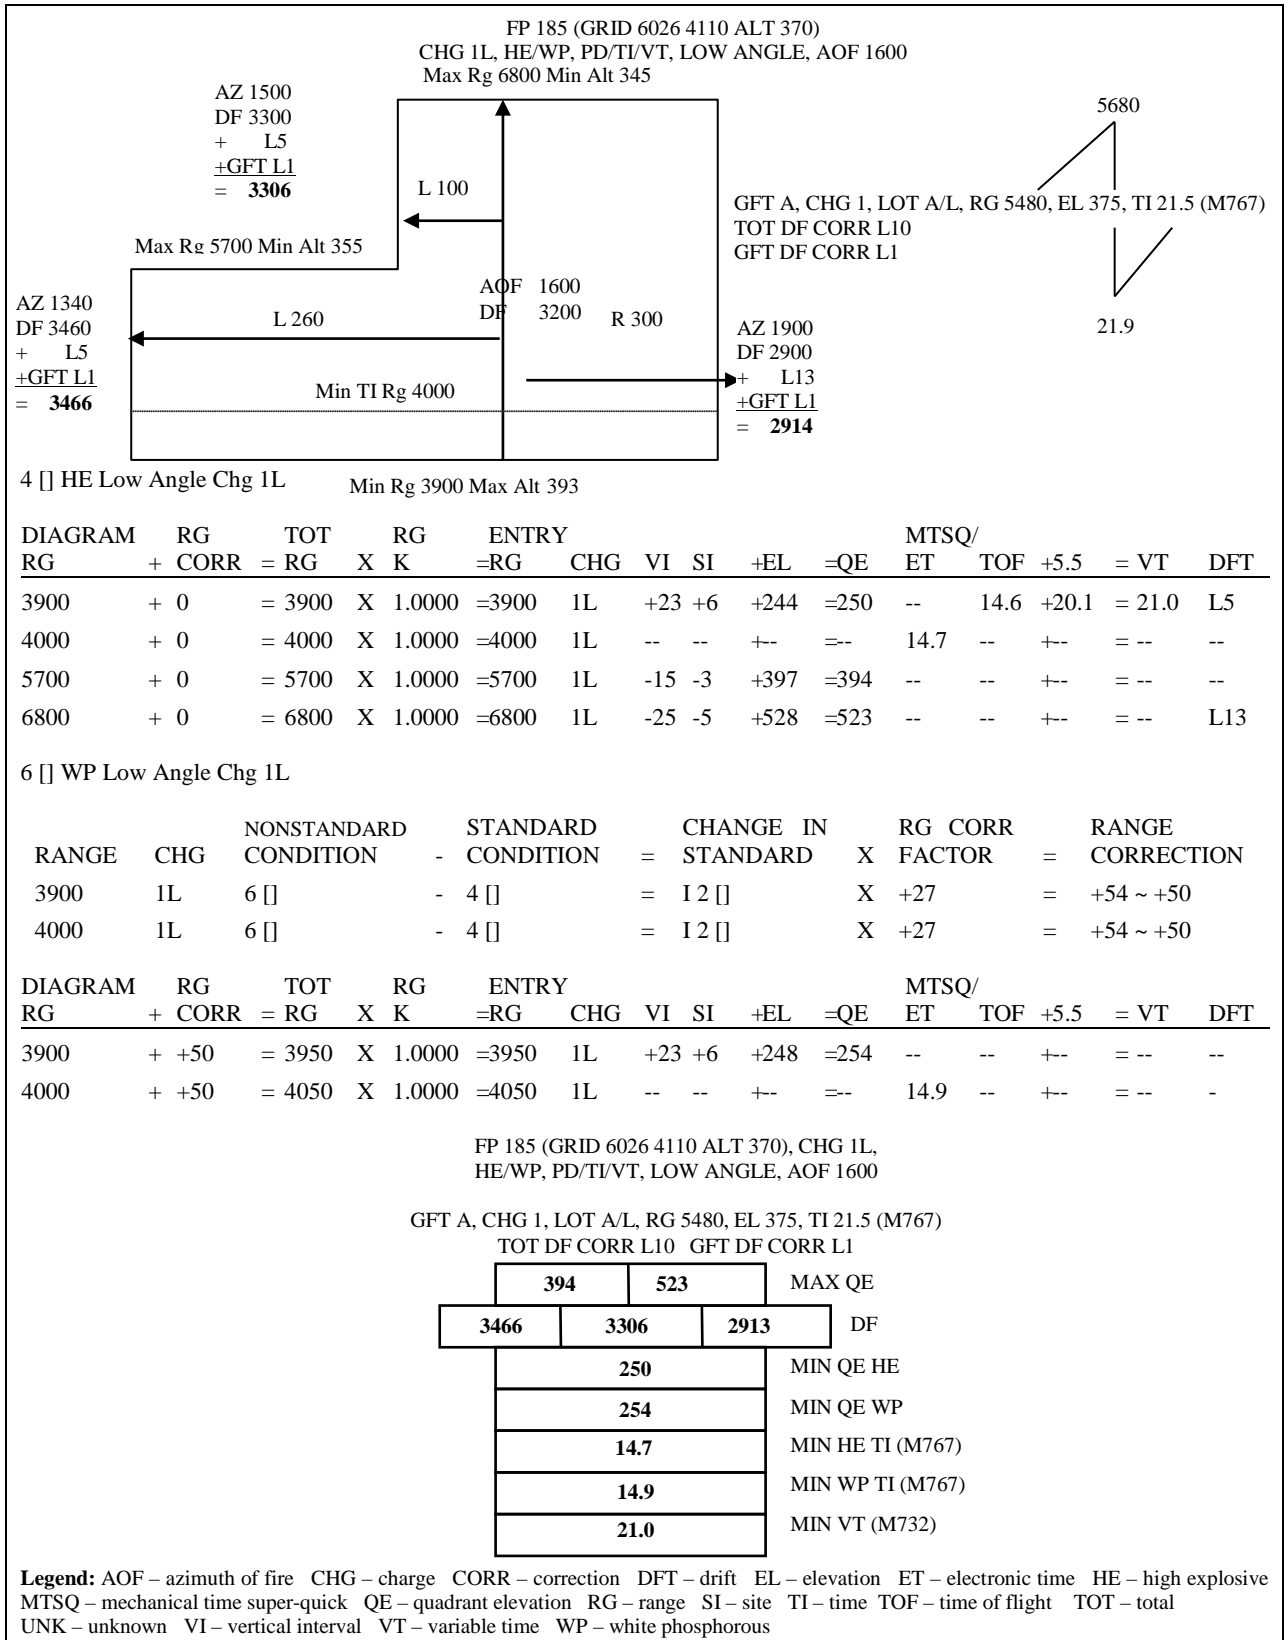 FP 185 (GRID 6026 4110 ALT 370)
CHG 1L, HE/WP, PD/TI/VT, LOW ANGLE, AOF 1600
Max Rg 6800 Min Alt 345
AZ 1500
DF 3300
+ L5
+GFT L1
= 3306
L 100
5680
GFT A, CHG 1, LOT A/L, RG 5480, EL 375, TI 21.5 (M767)
TOT DF CORR L10
GFT DF CORR L1
21.9
Max Rg 5700 Min Alt 355
AZ 1340
DF 3460
+ L5
+GFT L1
= 3466
L 260
AOF 1600
DF 3200
R 300
AZ 1900
DF 2900
+ L13
+GFT L1
= 2914
Min TI Rg 4000
4 [] HE Low Angle Chg 1L
Min Rg 3900 Max Alt 393
DIAGRAM RG TOT RG ENTRY MTSQ/
RG + CORR = RG X K =RG CHG VI SI +EL =QE ET TOF +5.5 = VT DFT
3900 + 0 = 3900 X 1.0000 =3900 1L +23 +6 +244 =250 -- 14.6 +20.1 = 21.0 L5
4000 + 0 = 4000 X 1.0000 =4000 1L -- -- +-- =-- 14.7 -- +-- = -- --
5700 + 0 = 5700 X 1.0000 =5700 1L -15 -3 +397 =394 -- -- +-- = -- --
6800 + 0 = 6800 X 1.0000 =6800 1L -25 -5 +528 =523 -- -- +-- = -- L13
6 [] WP Low Angle Chg 1L
NONSTANDARD STANDARD CHANGE IN RG CORR RANGE
RANGE CHG CONDITION - CONDITION = STANDARD X FACTOR = CORRECTION
3900 1L 6 [] - 4 [] = I 2 [] X +27 = +54 ~ +50
4000 1L 6 [] - 4 [] = I 2 [] X +27 = +54 ~ +50
DIAGRAM RG TOT RG ENTRY MTSQ/
RG + CORR = RG X K =RG CHG VI SI +EL =QE ET TOF +5.5 = VT DFT
3900 + +50 = 3950 X 1.0000 =3950 1L +23 +6 +248 =254 -- -- +-- = -- --
4000 + +50 = 4050 X 1.0000 =4050 1L -- -- +-- =-- 14.9 -- +-- = -- -
FP 185 (GRID 6026 4110 ALT 370), CHG 1L,
HE/WP, PD/TI/VT, LOW ANGLE, AOF 1600
GFT A, CHG 1, LOT A/L, RG 5480, EL 375, TI 21.5 (M767)
TOT DF CORR L10 GFT DF CORR L1
394 523 MAX QE
3466 3306 2913 DF
250 MIN QE HE
254 MIN QE WP
14.7 MIN HE TI (M767)
14.9 MIN WP TI (M767)
21.0 MIN VT (M732)
Legend: AOF – azimuth of fire CHG – charge CORR – correction DFT – drift EL – elevation ET – electronic time HE – high explosive
MTSQ – mechanical time super-quick QE – quadrant elevation RG – range SI – site TI – time TOF – time of flight TOT – total
UNK – unknown VI – vertical interval VT – variable time WP – white phosphorous